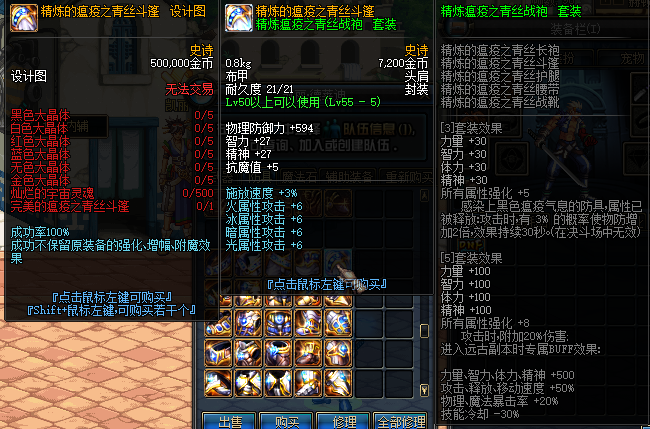 精炼的瘟疫之青丝斗篷 设计图
史诗
500,000金币
设计图
无法交易
黑色大晶体 0/5
白色大晶体 0/5
红色大晶体 0/5
蓝色大晶体 0/5
无色大晶体 0/5
金色大晶体 0/5
灿烂的宇宙灵魂 0/500
完美的瘟疫之青丝斗篷 0/1
成功率100%
成功不保留原装备的强化、增幅、附魔效
果
『点击鼠标左键可购买』
『Shift+鼠标左键,可购买若干个』
精炼的瘟疫之青丝斗篷
精炼的瘟疫之青丝战袍 套装
史诗
0.8kg 7,200金币
布甲 头肩
耐久度 21/21 封装
Lv50以上可以使用 (Lv55 - 5)
物理防御力 +594
智力 +27
精神 +27
抗魔值 +5
施放速度 +3%
火属性攻击 +6
冰属性攻击 +6
暗属性攻击 +6
光属性攻击 +6
『点击鼠标左键可购买』
出售 购买 修理 全部修理
精炼的瘟疫之青丝战袍 套装
精炼的瘟疫之青丝长袍
精炼的瘟疫之青丝斗篷
精炼的瘟疫之青丝护腿
精炼的瘟疫之青丝腰带
精炼的瘟疫之青丝战靴
[3]套装效果
力量 +30
智力 +30
体力 +30
精神 +30
所有属性强化 +5
感染上黑色瘟疫气息的防具,属性已
被释放;攻击时,有 3% 的概率使物防增
加2倍,效果持续30秒。(在决斗场中无效)
[5]套装效果
力量 +100
智力 +100
体力 +100
精神 +100
所有属性强化 +8
攻击时,附加20%伤害;
进入远古副本时专属BUFF效果:
力量、智力、体力、精神 +500
攻击、释放、移动速度 +50%
物理、魔法暴击率 +20%
技能冷却 -30%